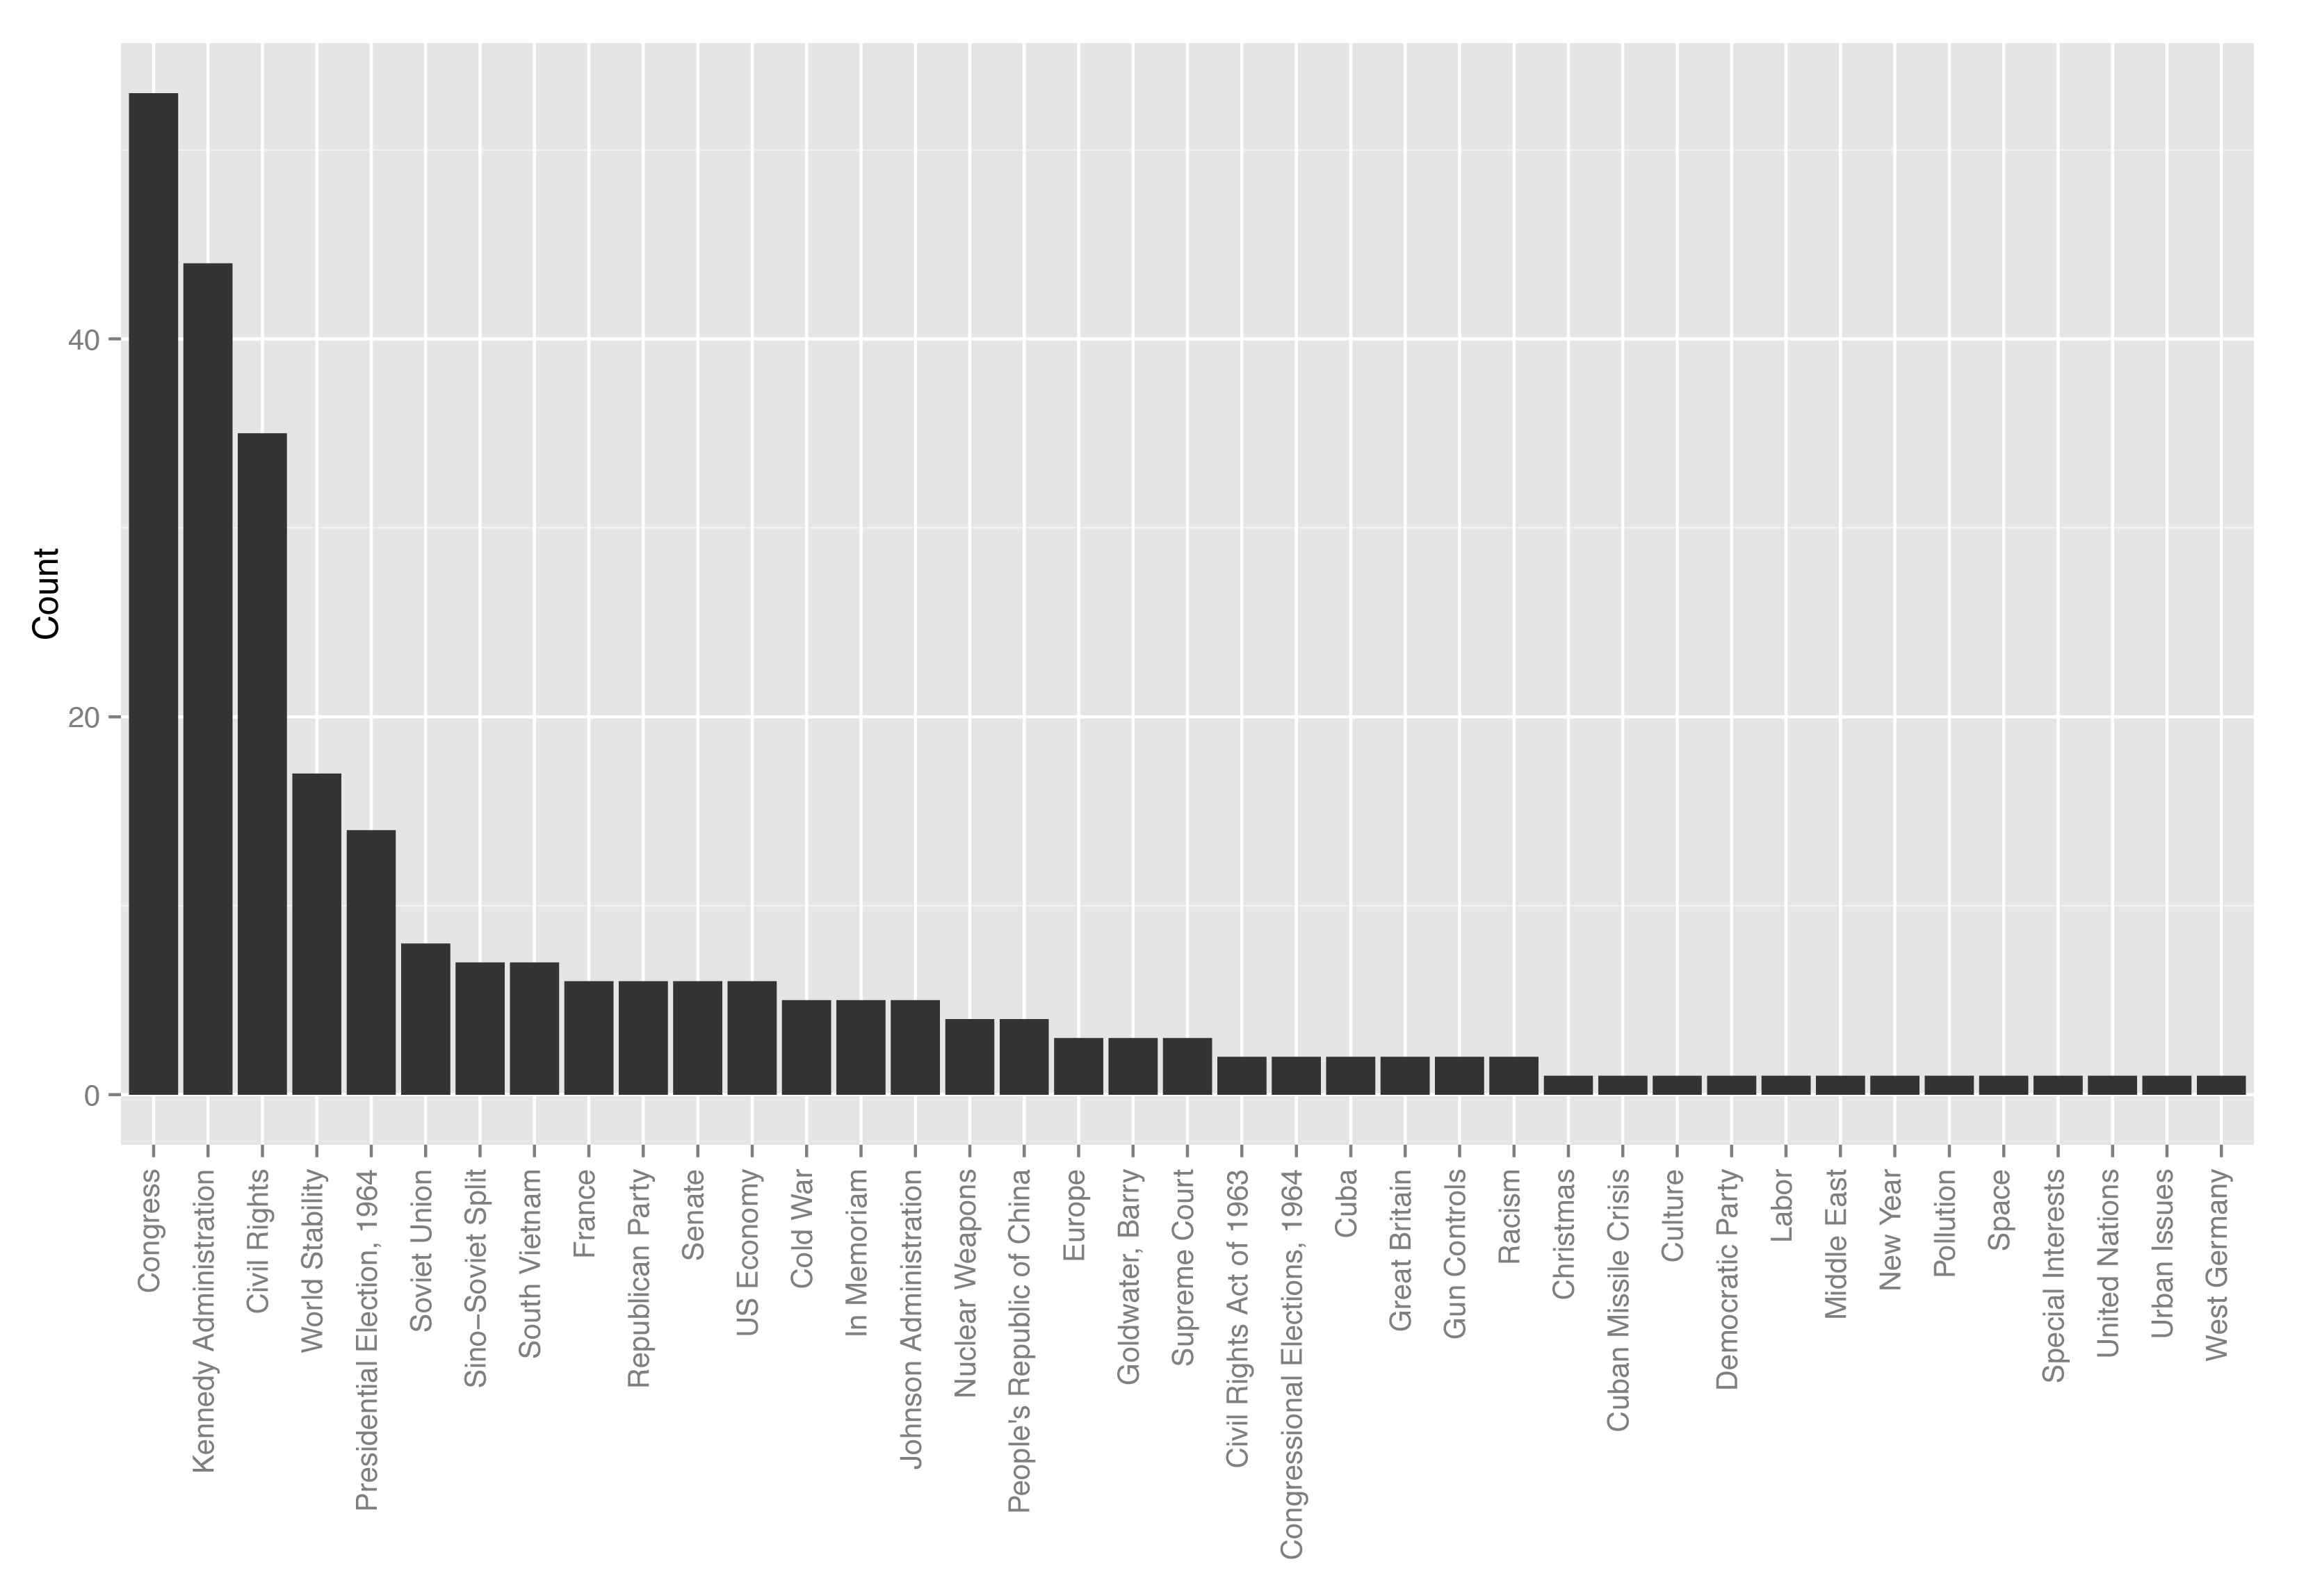 Count
40
20
0
Congress
Kennedy Administration
Civil Rights
World Stability
Presidential Election, 1964
Soviet Union
Sino−Soviet Split
South Vietnam
France
Republican Party
Senate
US Economy
Cold War
In Memoriam
Johnson Administration
Nuclear Weapons
People's Republic of China
Europe
Goldwater, Barry
Supreme Court
Civil Rights Act of 1963
Congressional Elections, 1964
Cuba
Great Britain
Gun Controls
Racism
Christmas
Cuban Missile Crisis
Culture
Democratic Party
Labor
Middle East
New Year
Pollution
Space
Special Interests
United Nations
Urban Issues
West Germany